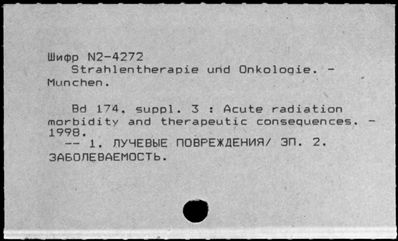 Шифр N2-4272
Strahlentherapie und Onkologie. -
Munchen.
Bd 174, suppl. 3 : Acute radiation
morbidity and therapeutic consequences. -
1998.
-- 1. ЛУЧЕВЫЕ ПОВРЕЖДЕНИЯ/ ЭП. 2.
ЗАБОЛЕВАЕМОСТЬ.